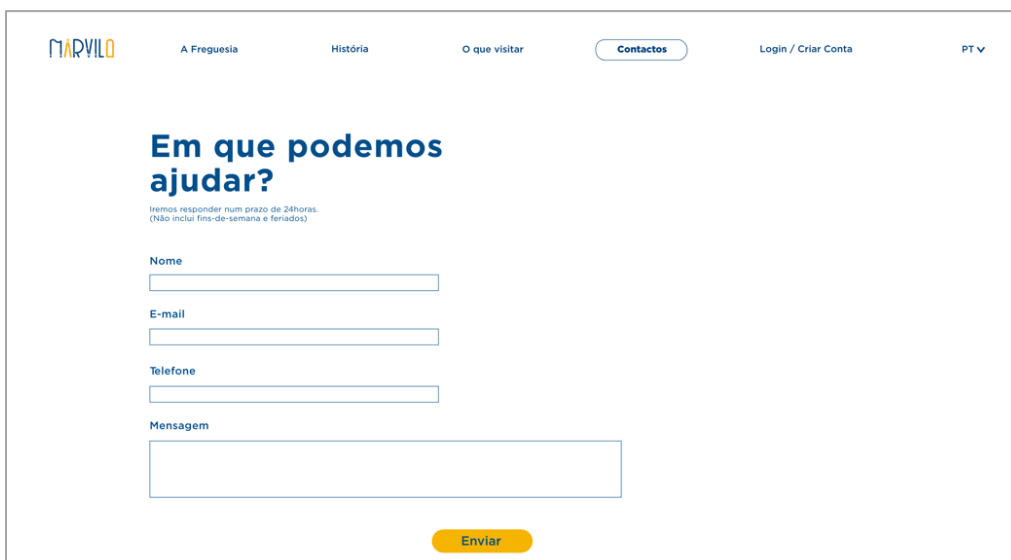 MARVILO
A Freguesia
História
O que visitar
Contactos
Login / Criar Conta
PT
Em que podemos
ajudar?
Iremos responder num prazo de 24horas.
(Não inclui fins-de-semana e feriados)
Nome
E-mail
Telefone
Mensagem
Enviar